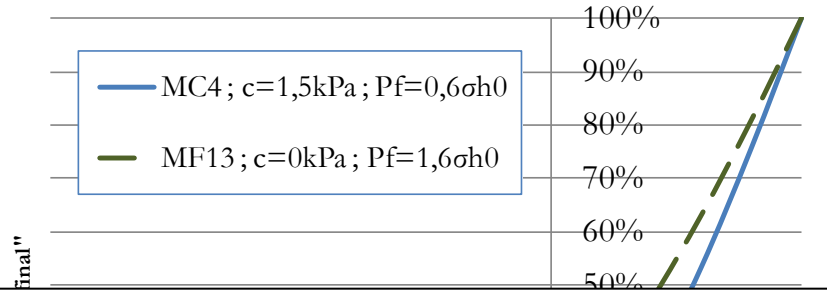 100%
90%
MC4 ; c=1,5kPa ; Pf=0,6σh0
80%
MF13 ; c=0kPa ; Pf=1,6σh0
70%
60%
50%
final"